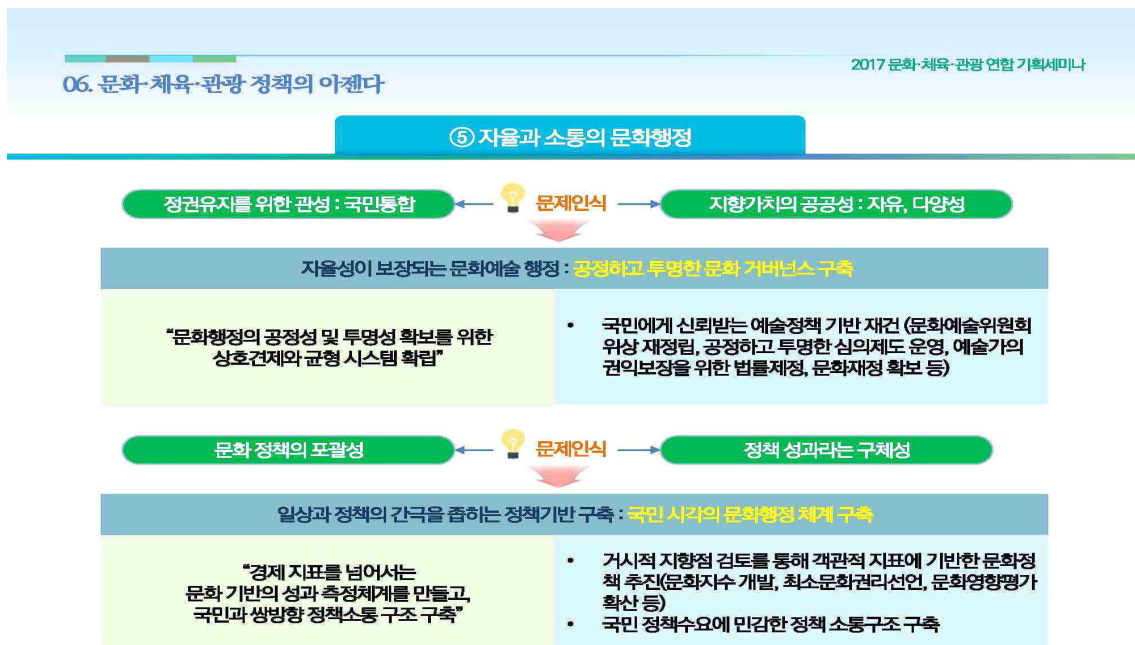 06. 문화·체육·관광 정책의 아젠다
2017 문화·체육·관광 연합 기획세미나
⑤ 자율과 소통의 문화행정
정권유지를 위한 관성 : 국민통합
문제인식
지향가치의 공공성 : 자유, 다양성
자율성이 보장되는 문화예술 행정 : 공정하고 투명한 문화 거버넌스 구축
“문화행정의 공정성 및 투명성 확보를 위한
상호견제와 균형 시스템 확립”
• 국민에게 신뢰받는 예술정책 기반 재건 (문화예술위원회
위상 재정립, 공정하고 투명한 심의제도 운영, 예술가의
권익보장을 위한 법률제정, 문화재정 확보 등)
문화 정책의 포괄성
문제인식
정책 성과라는 구체성
일상과 정책의 간극을 좁히는 정책기반 구축 : 국민 시각의 문화행정 체계 구축
“경제 지표를 넘어서는
문화 기반의 성과 측정체계를 만들고,
국민과 쌍방향 정책소통 구조 구축”
• 거시적 지향점 검토를 통해 객관적 지표에 기반한 문화정
책 추진(문화지수 개발, 최소문화권리선언, 문화영향평가
확산 등)
• 국민 정책수요에 민감한 정책 소통구조 구축